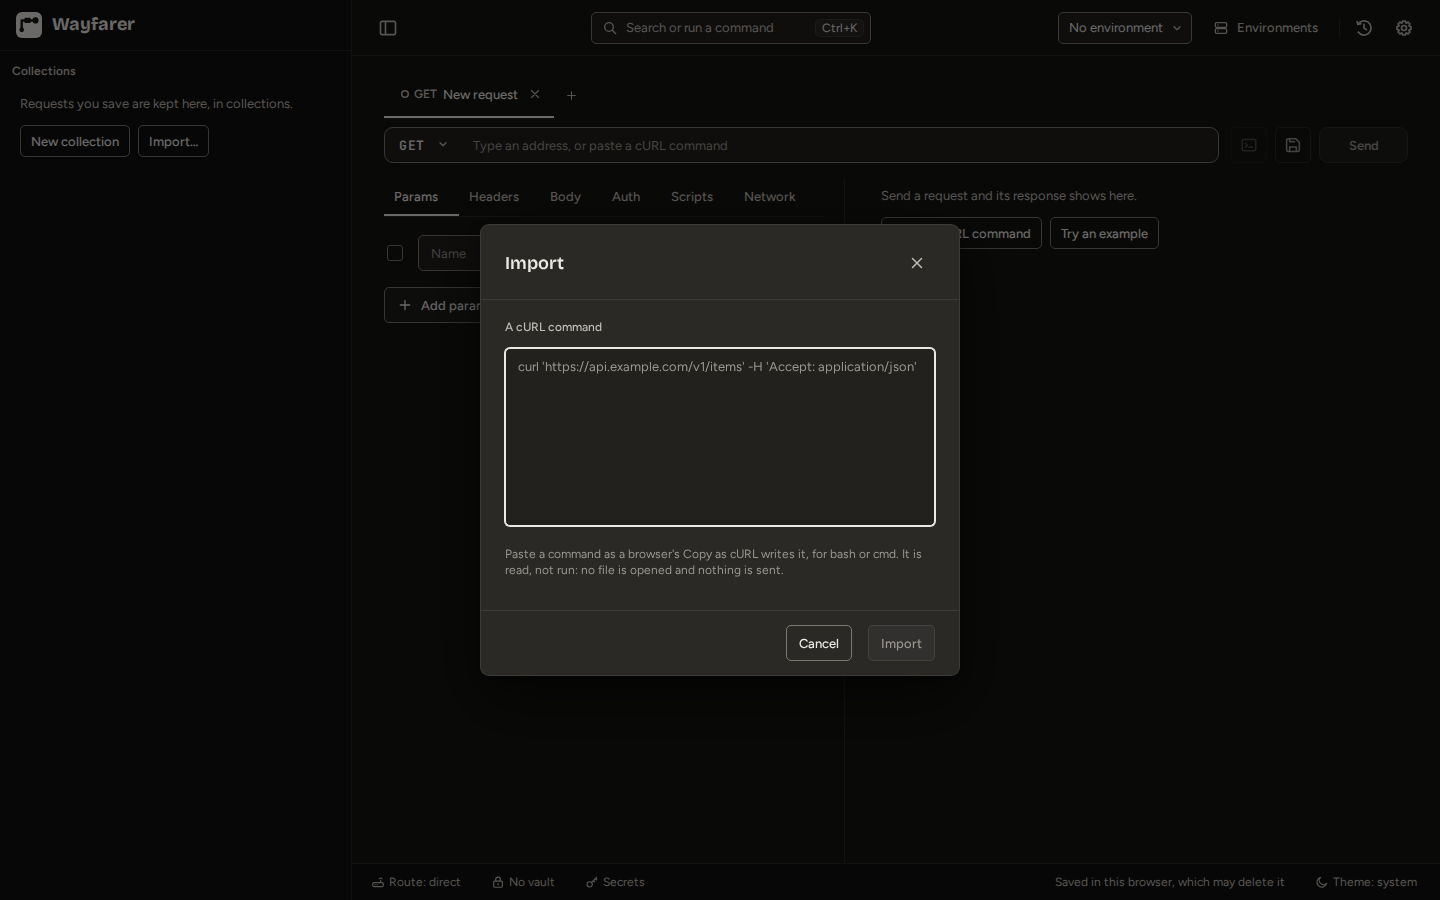 Wayfarer
Search or run a command
Ctrl+K
No environment
Environments
Collections
Requests you save are kept here, in collections.
New collection
Import...
GET New request
GET
Type an address, or paste a cURL command
Send
Params
Headers
Body
Auth
Scripts
Network
Send a request and its response shows here.
RL command
Try an example
Name
Add param
Import
A cURL command
curl 'https://api.example.com/v1/items' -H 'Accept: application/json'
Paste a command as a browser's Copy as cURL writes it, for bash or cmd. It is
read, not run: no file is opened and nothing is sent.
Cancel
Import
Route: direct
No vault
Secrets
Saved in this browser, which may delete it
Theme: system